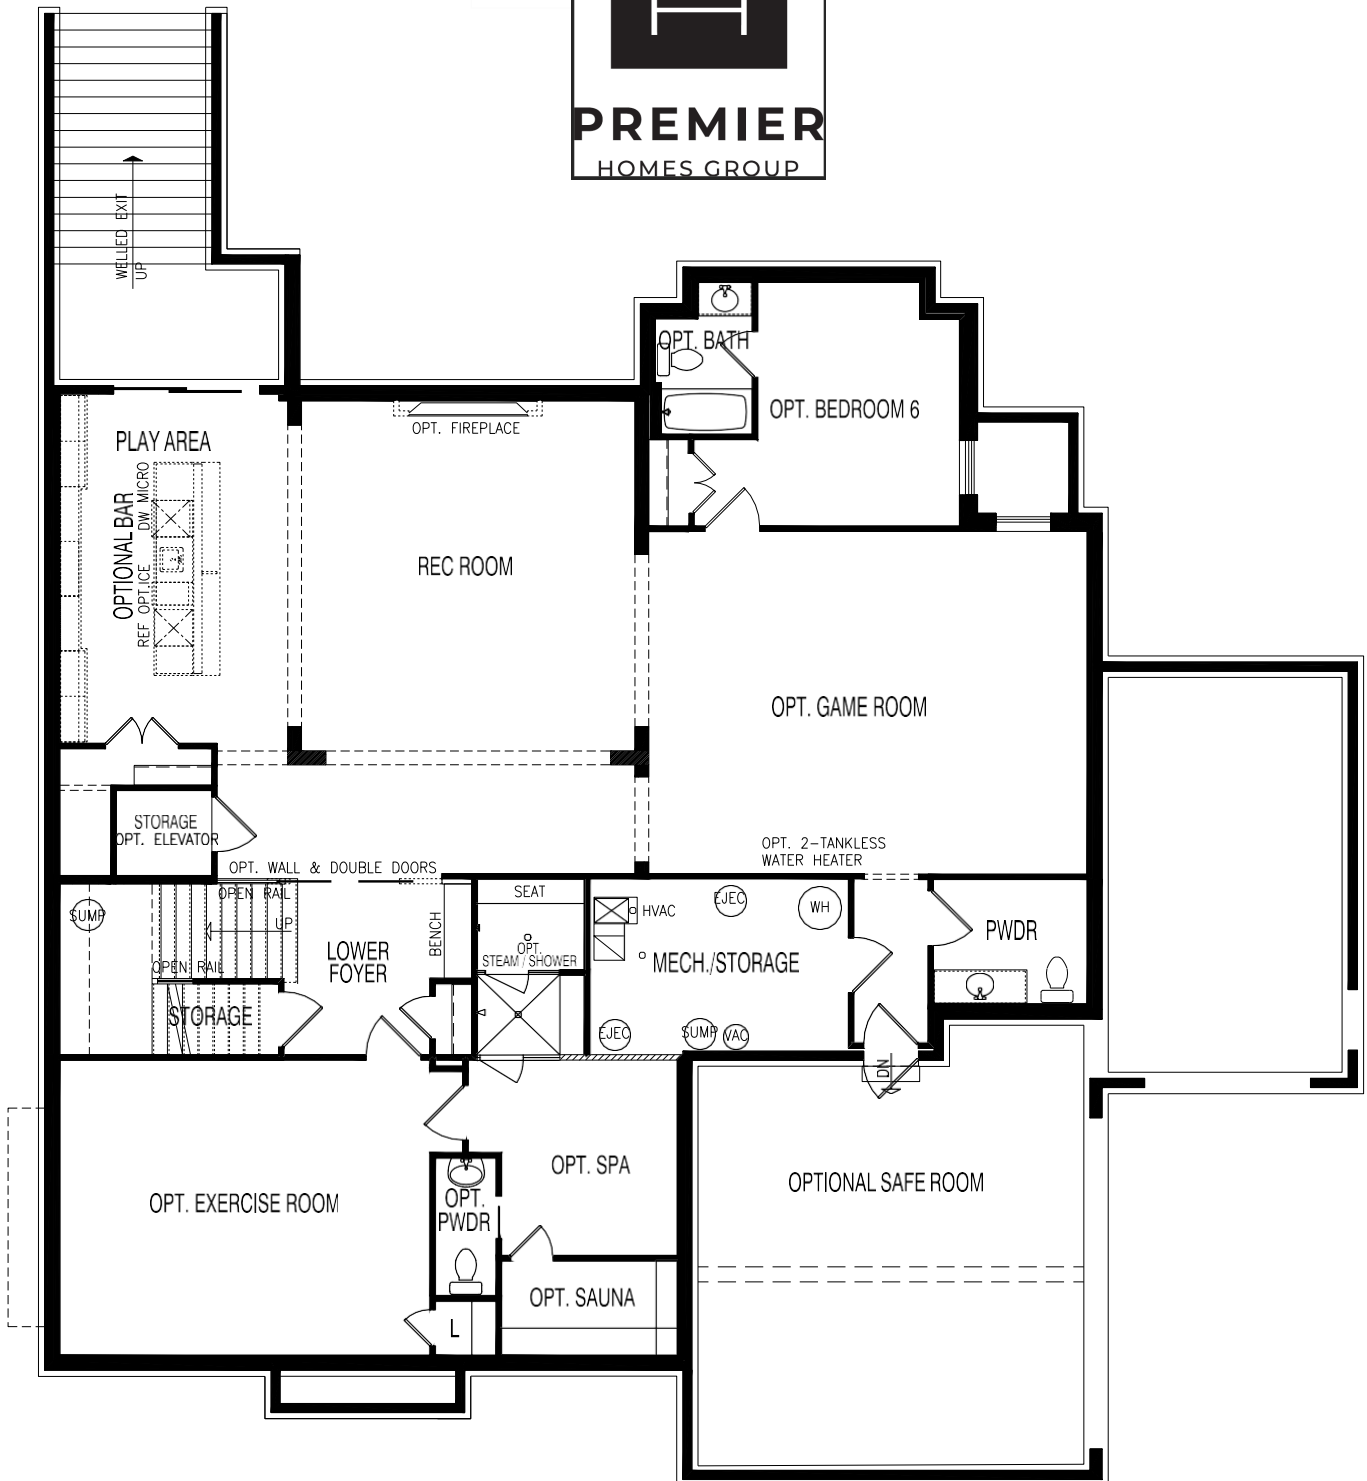 PREMIER
HOMES GROUP
WELLED EXIT
UP
OPT. BATH
OPT. BEDROOM 6
OPT. FIREPLACE
PLAY AREA
OPTIONAL BAR
REF OPT.ICE DW MICRO
REC ROOM
OPT. GAME ROOM
STORAGE
OPT. ELEVATOR
OPT. 2-TANKLESS
WATER HEATER
OPT. WALL & DOUBLE DOORS
OPEN RAIL
SUMP
UP
OPEN RAIL
LOWER
FOYER
BENCH
SEAT
OPT.
STEAM/SHOWER
HVAC
EJEC
WH
MECH./STORAGE
PWDR
STORAGE
EJEC
SUMP
VAC
DN
OPT. SPA
OPTIONAL SAFE ROOM
OPT. EXERCISE ROOM
OPT.
PWDR
OPT. SAUNA
L